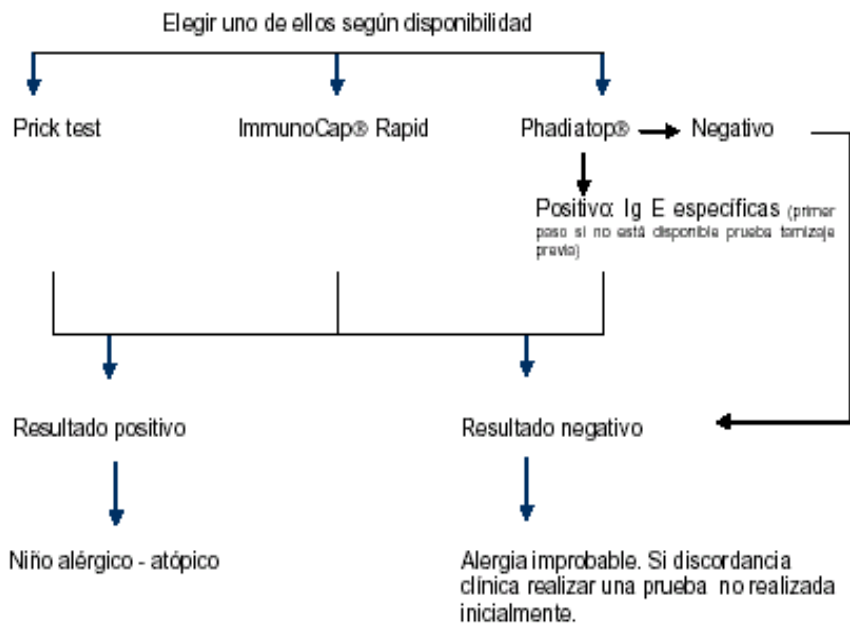 Elegir uno de ellos según disponibilidad
Prick test
ImmunoCap® Rapid
Phadiatop®
Negativo
Positivo: Ig E específicas (primer
paso si no está disponible prueba tamizaje
previa)
Resultado positivo
Resultado negativo
Niño alérgico - atópico
Alergia improbable. Si discordancia
clínica realizar una prueba no realizada
inicialmente.